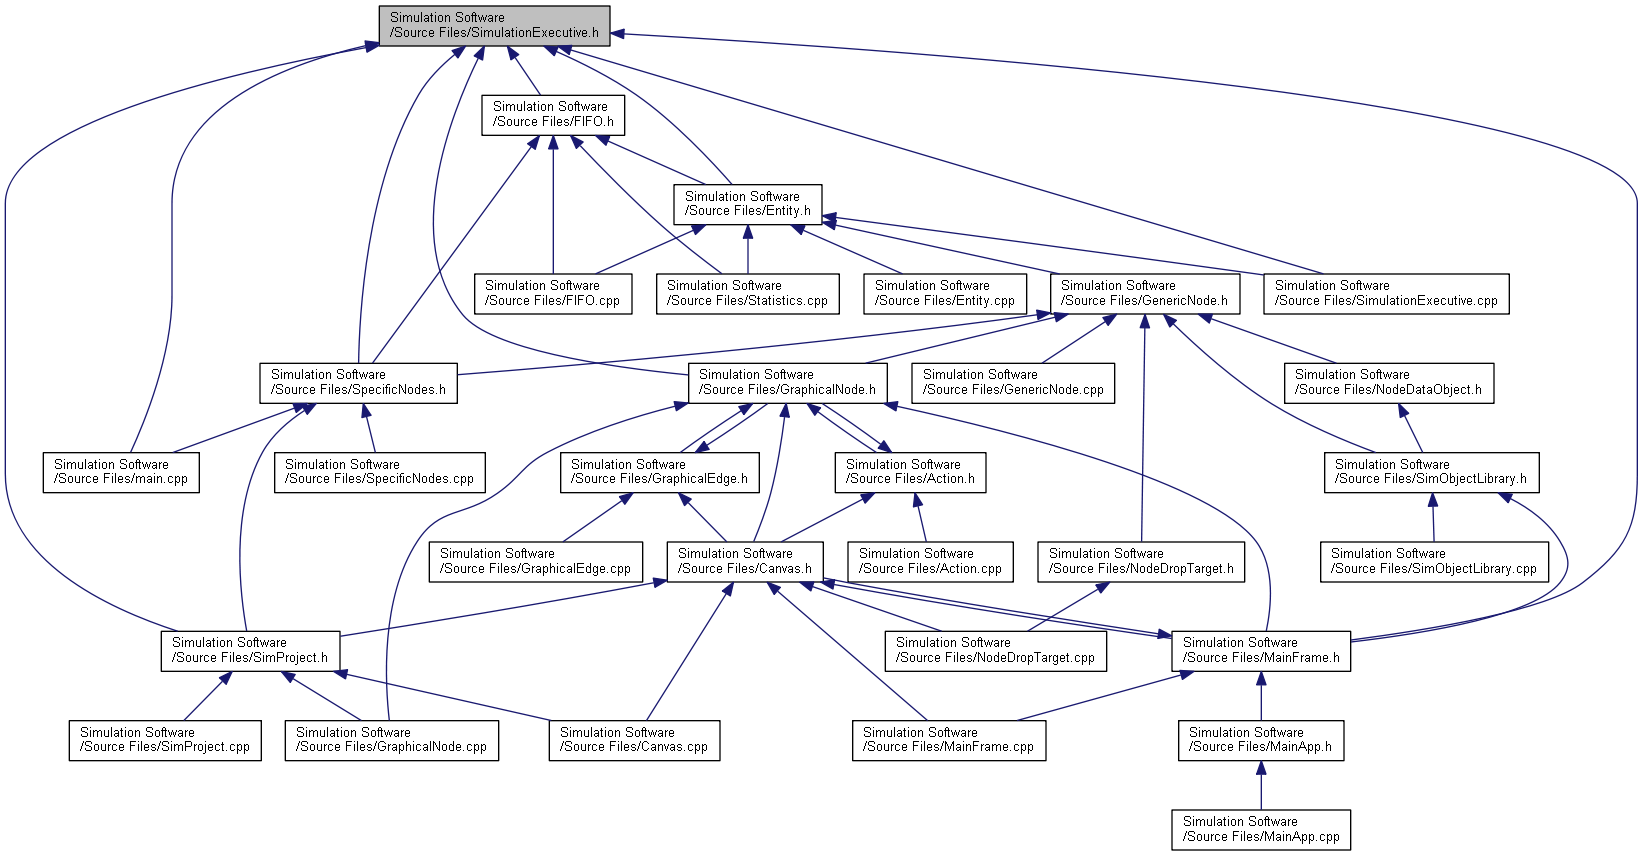 Simulation Software
/Source Files/SimulationExecutive.h
Simulation Software
/Source Files/FIFO.h
Simulation Software
/Source Files/Entity.h
Simulation Software
/Source Files/FIFO.cpp
Simulation Software
/Source Files/Statistics.cpp
Simulation Software
/Source Files/Entity.cpp
Simulation Software
/Source Files/GenericNode.h
Simulation Software
/Source Files/SimulationExecutive.cpp
Simulation Software
/Source Files/SpecificNodes.h
Simulation Software
/Source Files/GraphicalNode.h
Simulation Software
/Source Files/GenericNode.cpp
Simulation Software
/Source Files/NodeDataObject.h
Simulation Software
/Source Files/main.cpp
Simulation Software
/Source Files/SpecificNodes.cpp
Simulation Software
/Source Files/GraphicalEdge.h
Simulation Software
/Source Files/Action.h
Simulation Software
/Source Files/SimObjectLibrary.h
Simulation Software
/Source Files/GraphicalEdge.cpp
Simulation Software
/Source Files/Canvas.h
Simulation Software
/Source Files/Action.cpp
Simulation Software
/Source Files/NodeDropTarget.h
Simulation Software
/Source Files/SimObjectLibrary.cpp
Simulation Software
/Source Files/SimProject.h
Simulation Software
/Source Files/NodeDropTarget.cpp
Simulation Software
/Source Files/MainFrame.h
Simulation Software
/Source Files/SimProject.cpp
Simulation Software
/Source Files/GraphicalNode.cpp
Simulation Software
/Source Files/Canvas.cpp
Simulation Software
/Source Files/MainFrame.cpp
Simulation Software
/Source Files/MainApp.h
Simulation Software
/Source Files/MainApp.cpp